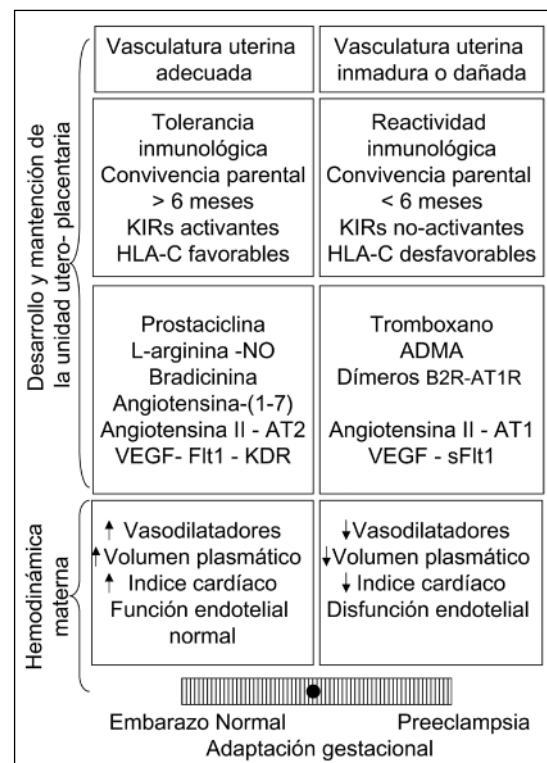 Desarrollo y mantención de
la unidad utero- placentaria
Vasculatura uterina
adecuada
Vasculatura uterina
inmadura o dañada
Tolerancia
inmunológica
Convivencia parental
> 6 meses
KIRs activantes
HLA-C favorables
Reactividad
inmunológica
Convivencia parental
< 6 meses
KIRs no-activantes
HLA-C desfavorables
Prostaciclina
L-arginina -NO
Bradicinina
Angiotensina-(1-7)
Angiotensina II - AT2
VEGF- Flt1 - KDR
Tromboxano
ADMA
Dímeros B2R-AT1R
Angiotensina II - AT1
VEGF - sFlt1
Hemodinámica
materna
↑ Vasodilatadores
↑Volumen plasmático
↑ Indice cardíaco
Función endotelial
normal
↓Vasodilatadores
↓Volumen plasmático
↓ Indice cardíaco
Disfunción endotelial
Embarazo Normal
Preeclampsia
Adaptación gestacional